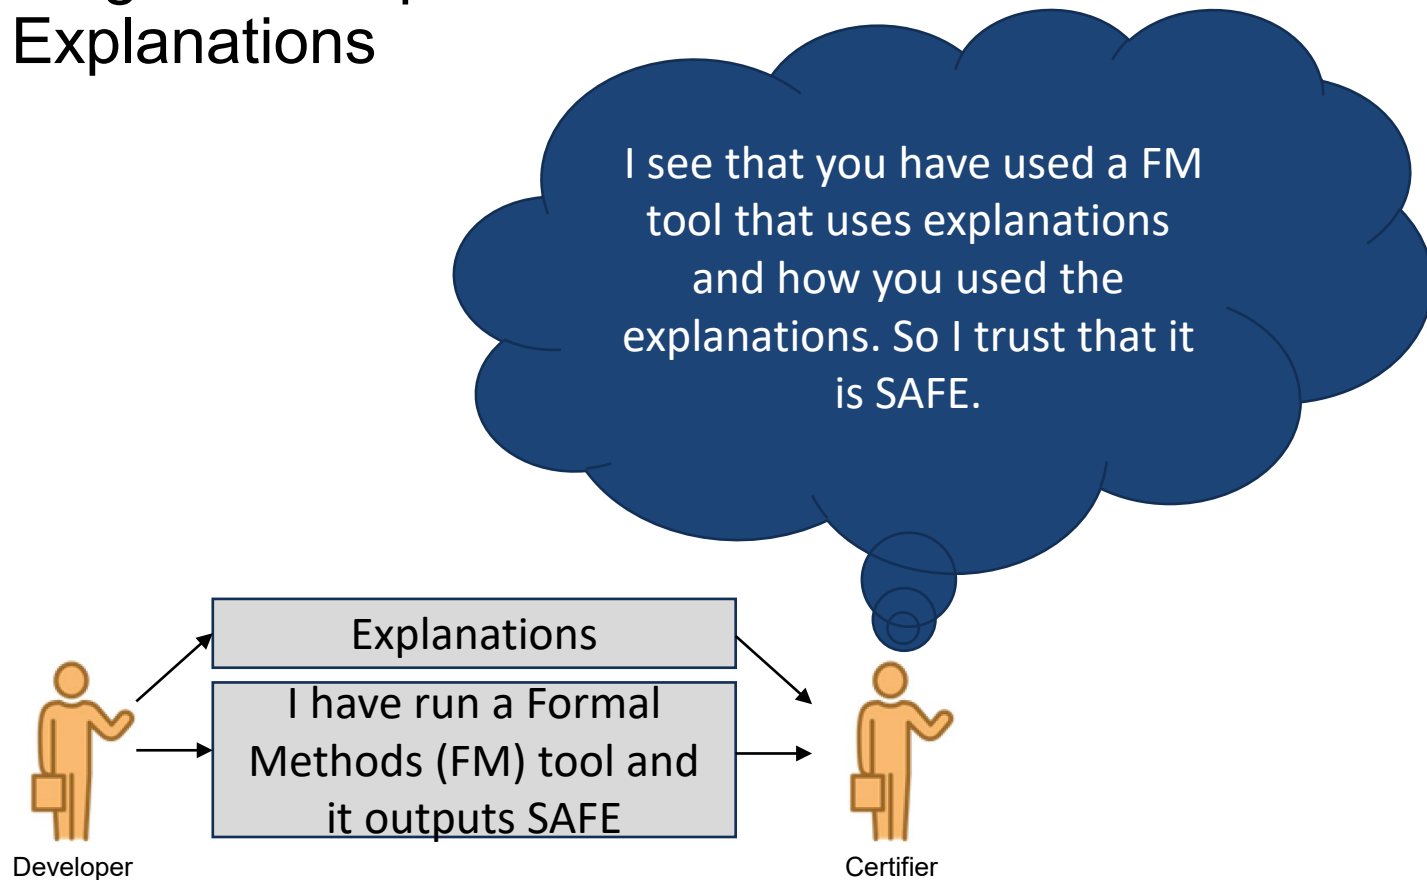 Explanations
I see that you have used a FM
tool that uses explanations
and how you used the
explanations. So I trust that it
is SAFE.
Explanations
I have run a Formal
Methods (FM) tool and
it outputs SAFE
Developer
Certifier